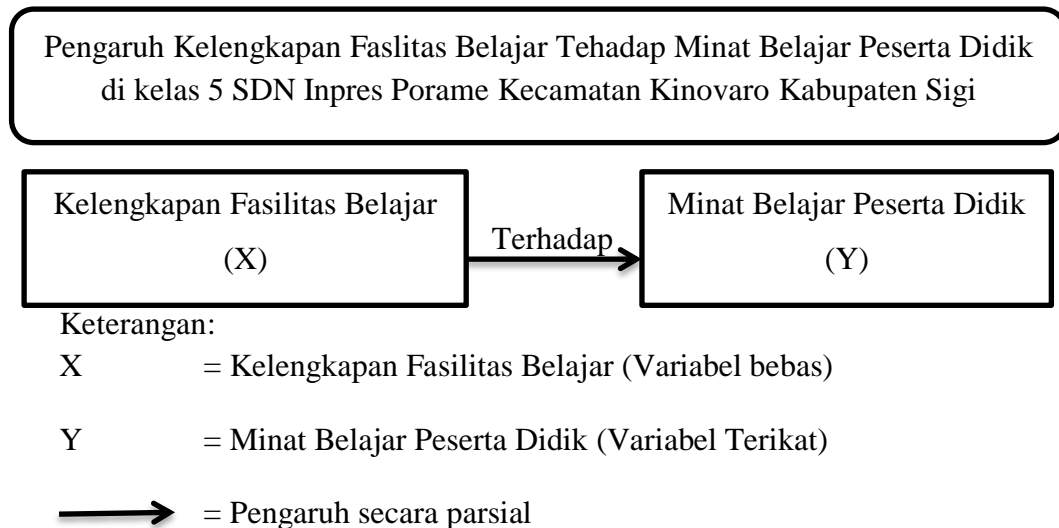 Pengaruh Kelengkapan Faslitas Belajar Tehadap Minat Belajar Peserta Didik
di kelas 5 SDN Inpres Porame Kecamatan Kinovaro Kabupaten Sigi
Kelengkapan Fasilitas Belajar
(X)
Terhadap
Minat Belajar Peserta Didik
(Y)
Keterangan:
X = Kelengkapan Fasilitas Belajar (Variabel bebas)
Y = Minat Belajar Peserta Didik (Variabel Terikat)
= Pengaruh secara parsial